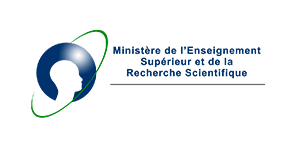 Ministère de l'Enseignement
Supérieur et de la
Recherche Scientifique